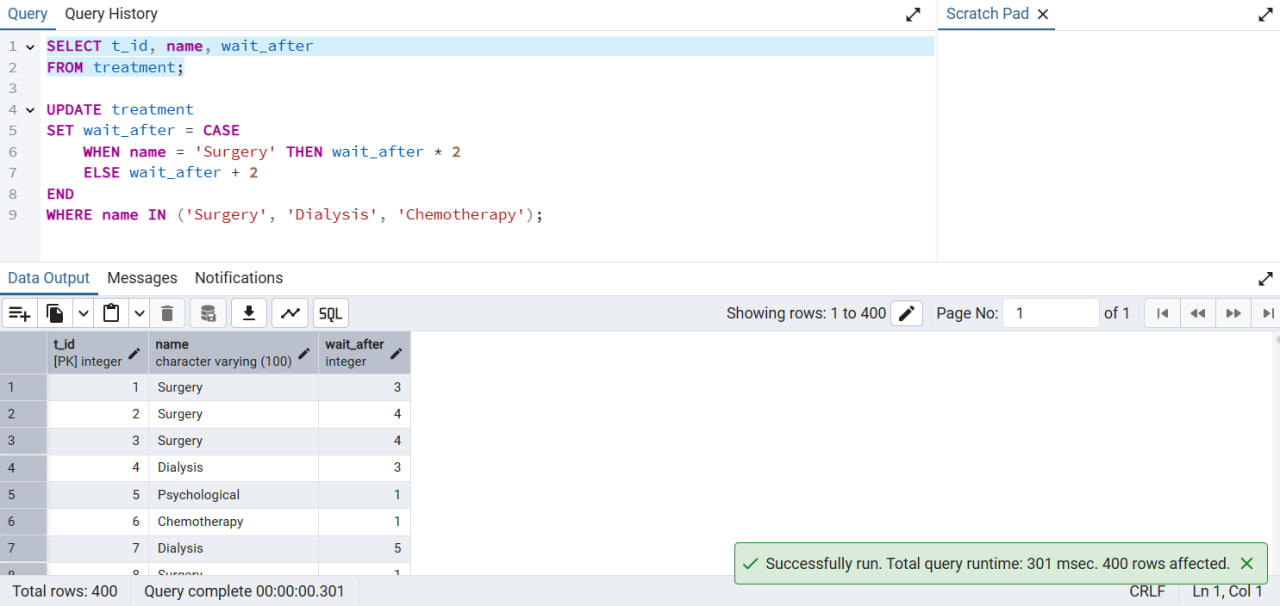 Query Query History
Scratch Pad
1 SELECT t_id, name, wait_after
2 FROM treatment;
3
4 UPDATE treatment
5 SET wait_after = CASE
6 WHEN name = 'Surgery' THEN wait_after * 2
7 ELSE wait_after + 2
8 END
9 WHERE name IN ('Surgery', 'Dialysis', 'Chemotherapy');
Data Output Messages Notifications
SQL Showing rows: 1 to 400 Page No: 1 of 1
t_id name wait_after
[PK] integer character varying (100) integer
1 1 Surgery 3
2 2 Surgery 4
3 3 Surgery 4
4 4 Dialysis 3
5 5 Psychological 1
6 6 Chemotherapy 1
7 7 Dialysis 5
8 8 Surgery 1
Successfully run. Total query runtime: 301 msec. 400 rows affected.
Total rows: 400 Query complete 00:00:00.301 CRLF Ln 1, Col 1